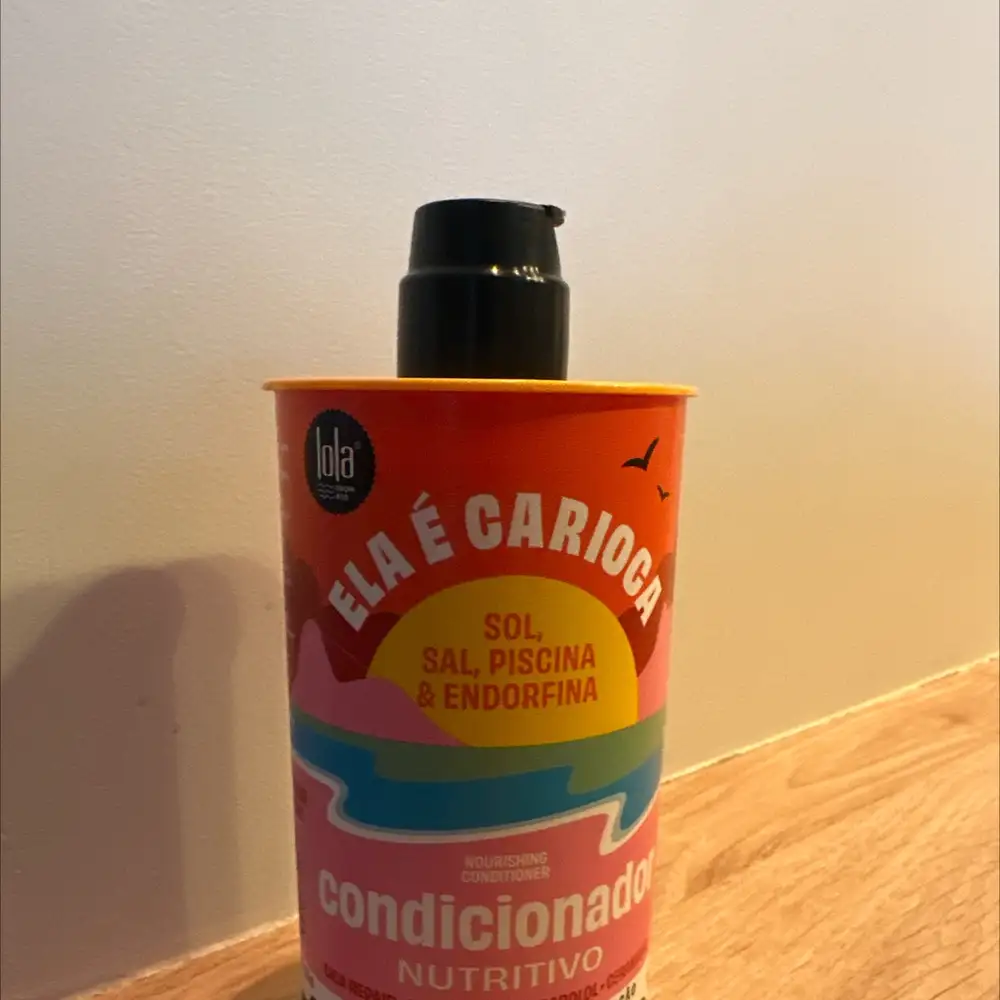 lola
ELA É CARIOCA
SOL,
SAL, PISCINA
& ENDORFINA
NOURISHING
CONDITIONER
condicionador
NUTRITIVO